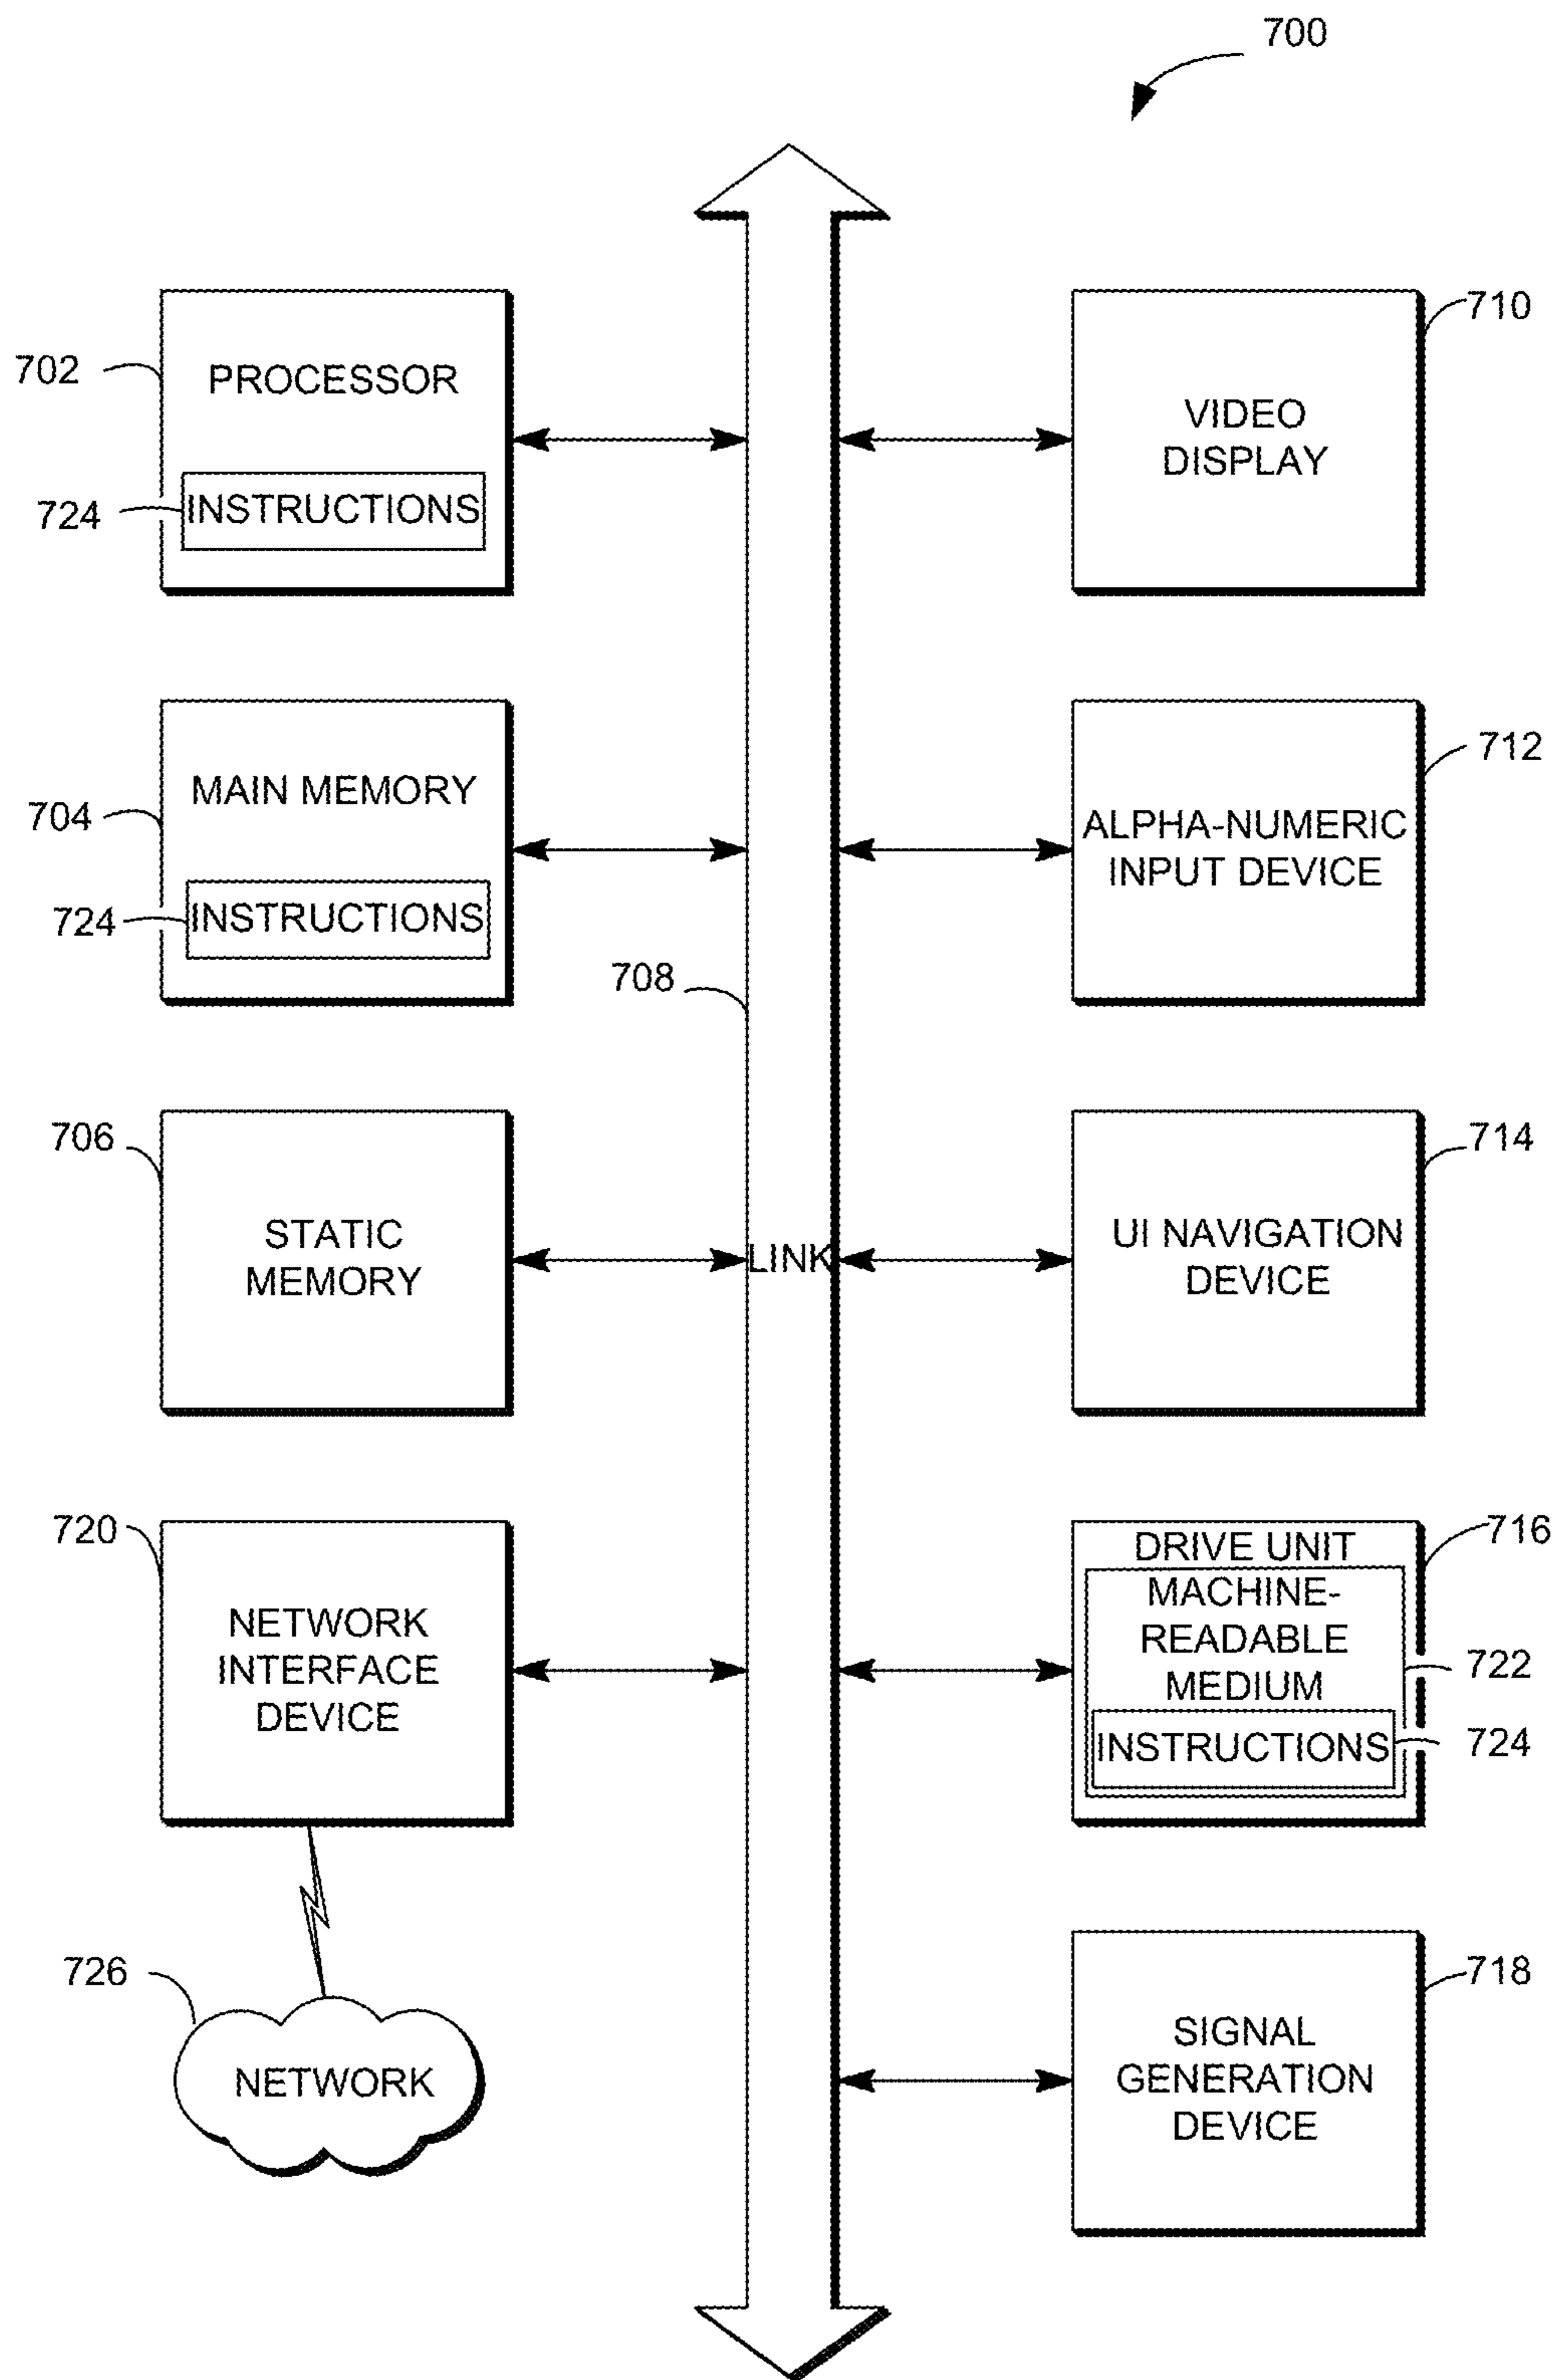 700
702
PROCESSOR
724
INSTRUCTIONS
710
VIDEO
DISPLAY
704
MAIN MEMORY
724
INSTRUCTIONS
708
712
ALPHA-NUMERIC
INPUT DEVICE
706
STATIC
MEMORY
LINK
714
UI NAVIGATION
DEVICE
720
NETWORK
INTERFACE
DEVICE
716
DRIVE UNIT
MACHINE-
READABLE
MEDIUM
722
INSTRUCTIONS
724
726
NETWORK
718
SIGNAL
GENERATION
DEVICE